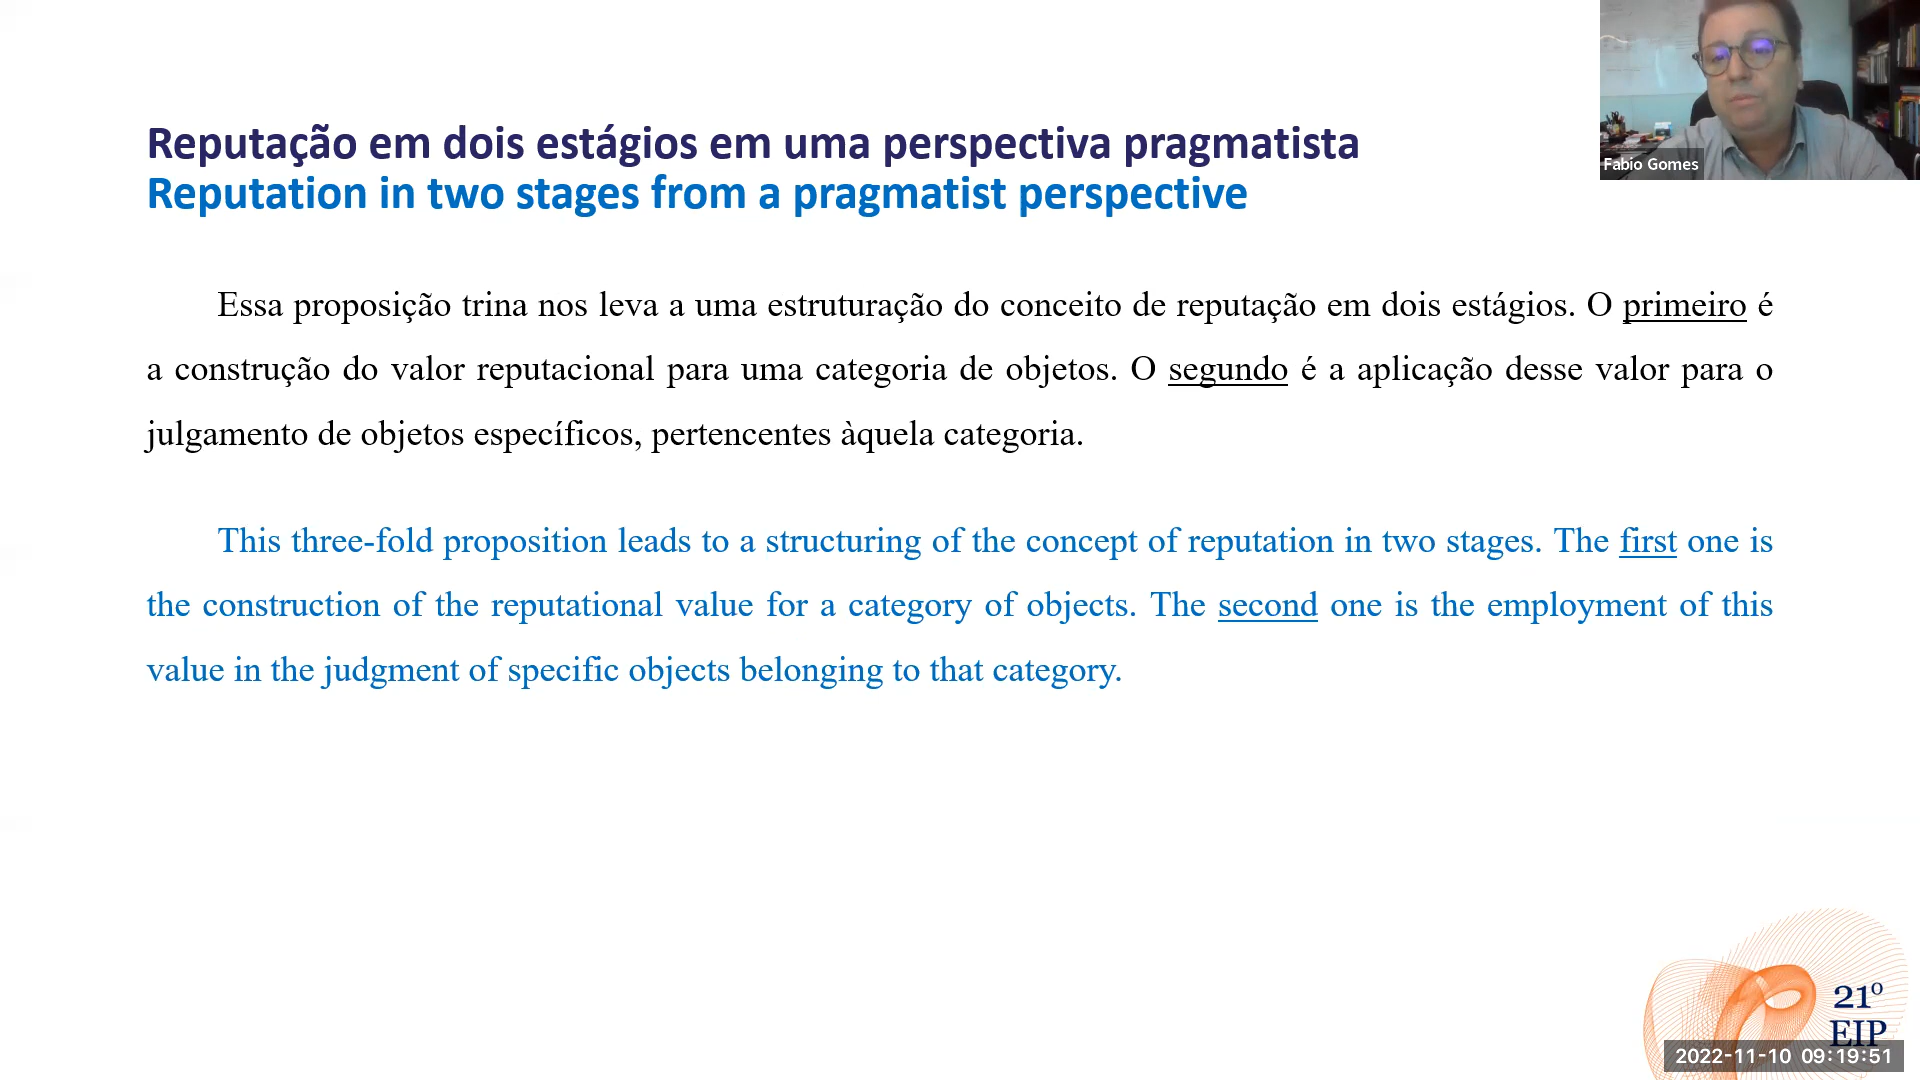 Fabio Gomes
Reputação em dois estágios em uma perspectiva pragmatista
Reputation in two stages from a pragmatist perspective
Essa proposição trina nos leva a uma estruturação do conceito de reputação em dois estágios. O primeiro é
a construção do valor reputacional para uma categoria de objetos. O segundo é a aplicação desse valor para o
julgamento de objetos específicos, pertencentes àquela categoria.
This three-fold proposition leads to a structuring of the concept of reputation in two stages. The first one is
the construction of the reputational value for a category of objects. The second one is the employment of this
value in the judgment of specific objects belonging to that category.
21º
EIP
2022-11-10 09:19:51